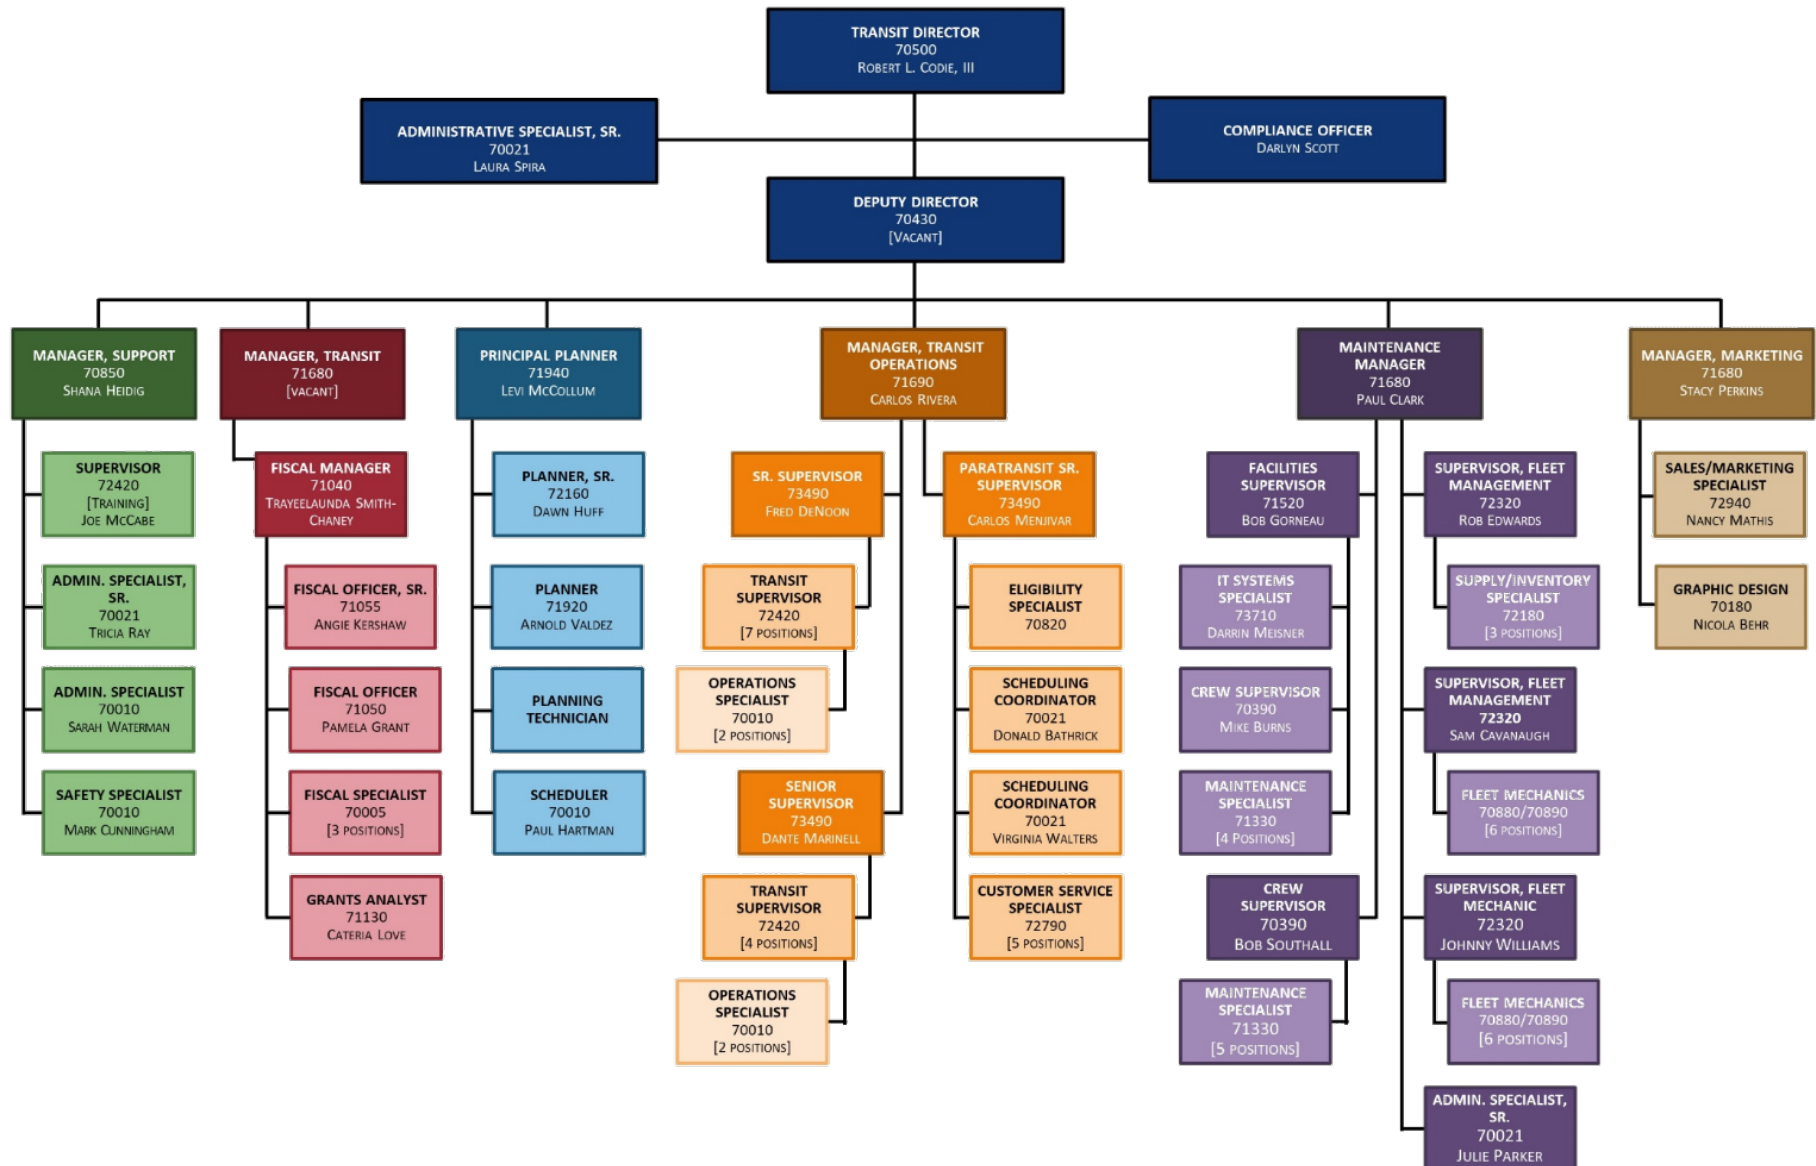 TRANSIT DIRECTOR
70500
ROBERT L. CODIE, III
ADMINISTRATIVE SPECIALIST, SR.
70021
LAURA SPIRA
COMPLIANCE OFFICER
DARLYN SCOTT
DEPUTY DIRECTOR
70430
[VACANT]
MANAGER, SUPPORT
70850
SHANA HEIDIG
MANAGER, TRANSIT
71680
[VACANT]
PRINCIPAL PLANNER
71940
LEVI MCCOLLUM
MANAGER, TRANSIT
OPERATIONS
71690
CARLOS RIVERA
MAINTENANCE
MANAGER
71680
PAUL CLARK
MANAGER, MARKETING
71680
STACY PERKINS
SUPERVISOR
72420
[TRAINING]
JOE MCCABE
ADMIN. SPECIALIST,
SR.
70021
TRICIA RAY
ADMIN. SPECIALIST
70010
SARAH WATERMAN
SAFETY SPECIALIST
70010
MARK CUNNINGHAM
FISCAL MANAGER
71040
TRAYEELAUNDA SMITH-
CHANEY
FISCAL OFFICER, SR.
71055
ANGIE KERSHAW
FISCAL OFFICER
71050
PAMELA GRANT
FISCAL SPECIALIST
70005
[3 POSITIONS]
GRANTS ANALYST
71130
CATERIA LOVE
PLANNER, SR.
72160
DAWN HUFF
PLANNER
71920
ARNOLD VALDEZ
PLANNING
TECHNICIAN
SCHEDULER
70010
PAUL HARTMAN
SR. SUPERVISOR
73490
FRED DENOON
TRANSIT
SUPERVISOR
72420
[7 POSITIONS]
OPERATIONS
SPECIALIST
70010
[2 POSITIONS]
SENIOR
SUPERVISOR
73490
DANTE MARINELL
TRANSIT
SUPERVISOR
72420
[4 POSITIONS]
OPERATIONS
SPECIALIST
70010
[2 POSITIONS]
PARATRANSIT SR.
SUPERVISOR
73490
CARLOS MENJIVAR
ELIGIBILITY
SPECIALIST
70820
SCHEDULING
COORDINATOR
70021
DONALD BATHRICK
SCHEDULING
COORDINATOR
70021
VIRGINIA WALTERS
CUSTOMER SERVICE
SPECIALIST
72790
[5 POSITIONS]
FACILITIES
SUPERVISOR
71520
BOB GORNEAU
IT SYSTEMS
SPECIALIST
73710
DARRIN MEISNER
CREW SUPERVISOR
70390
MIKE BURNS
MAINTENANCE
SPECIALIST
71330
[4 POSITIONS]
CREW
SUPERVISOR
70390
BOB SOUTHALL
MAINTENANCE
SPECIALIST
71330
[5 POSITIONS]
SUPERVISOR, FLEET
MANAGEMENT
72320
ROB EDWARDS
SUPPLY/INVENTORY
SPECIALIST
72180
[3 POSITIONS]
SUPERVISOR, FLEET
MANAGEMENT
72320
SAM CAVANAUGH
FLEET MECHANICS
70880/70890
[6 POSITIONS]
SUPERVISOR, FLEET
MECHANIC
72320
JOHNNY WILLIAMS
FLEET MECHANICS
70880/70890
[6 POSITIONS]
ADMIN. SPECIALIST,
SR.
70021
JULIE PARKER
SALES/MARKETING
SPECIALIST
72940
NANCY MATHIS
GRAPHIC DESIGN
70180
NICOLA BEHR